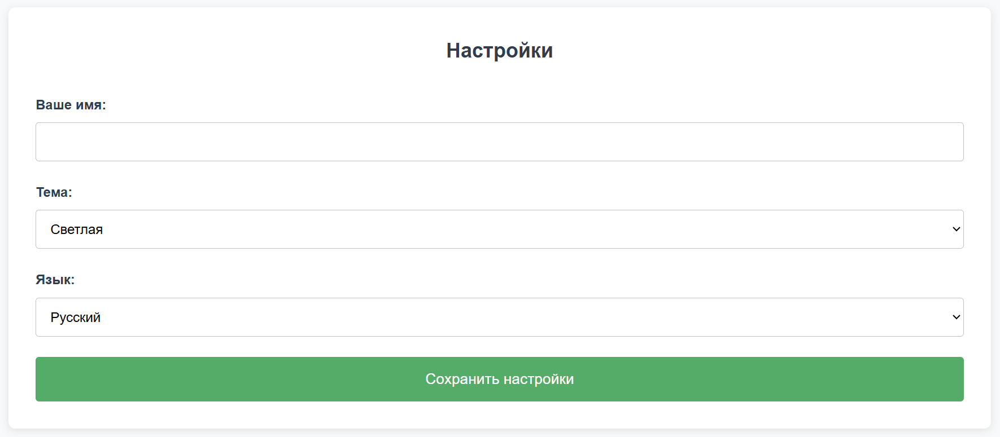 Настройки
Ваше имя:
Тема:
Светлая
Язык:
Русский
Сохранить настройки